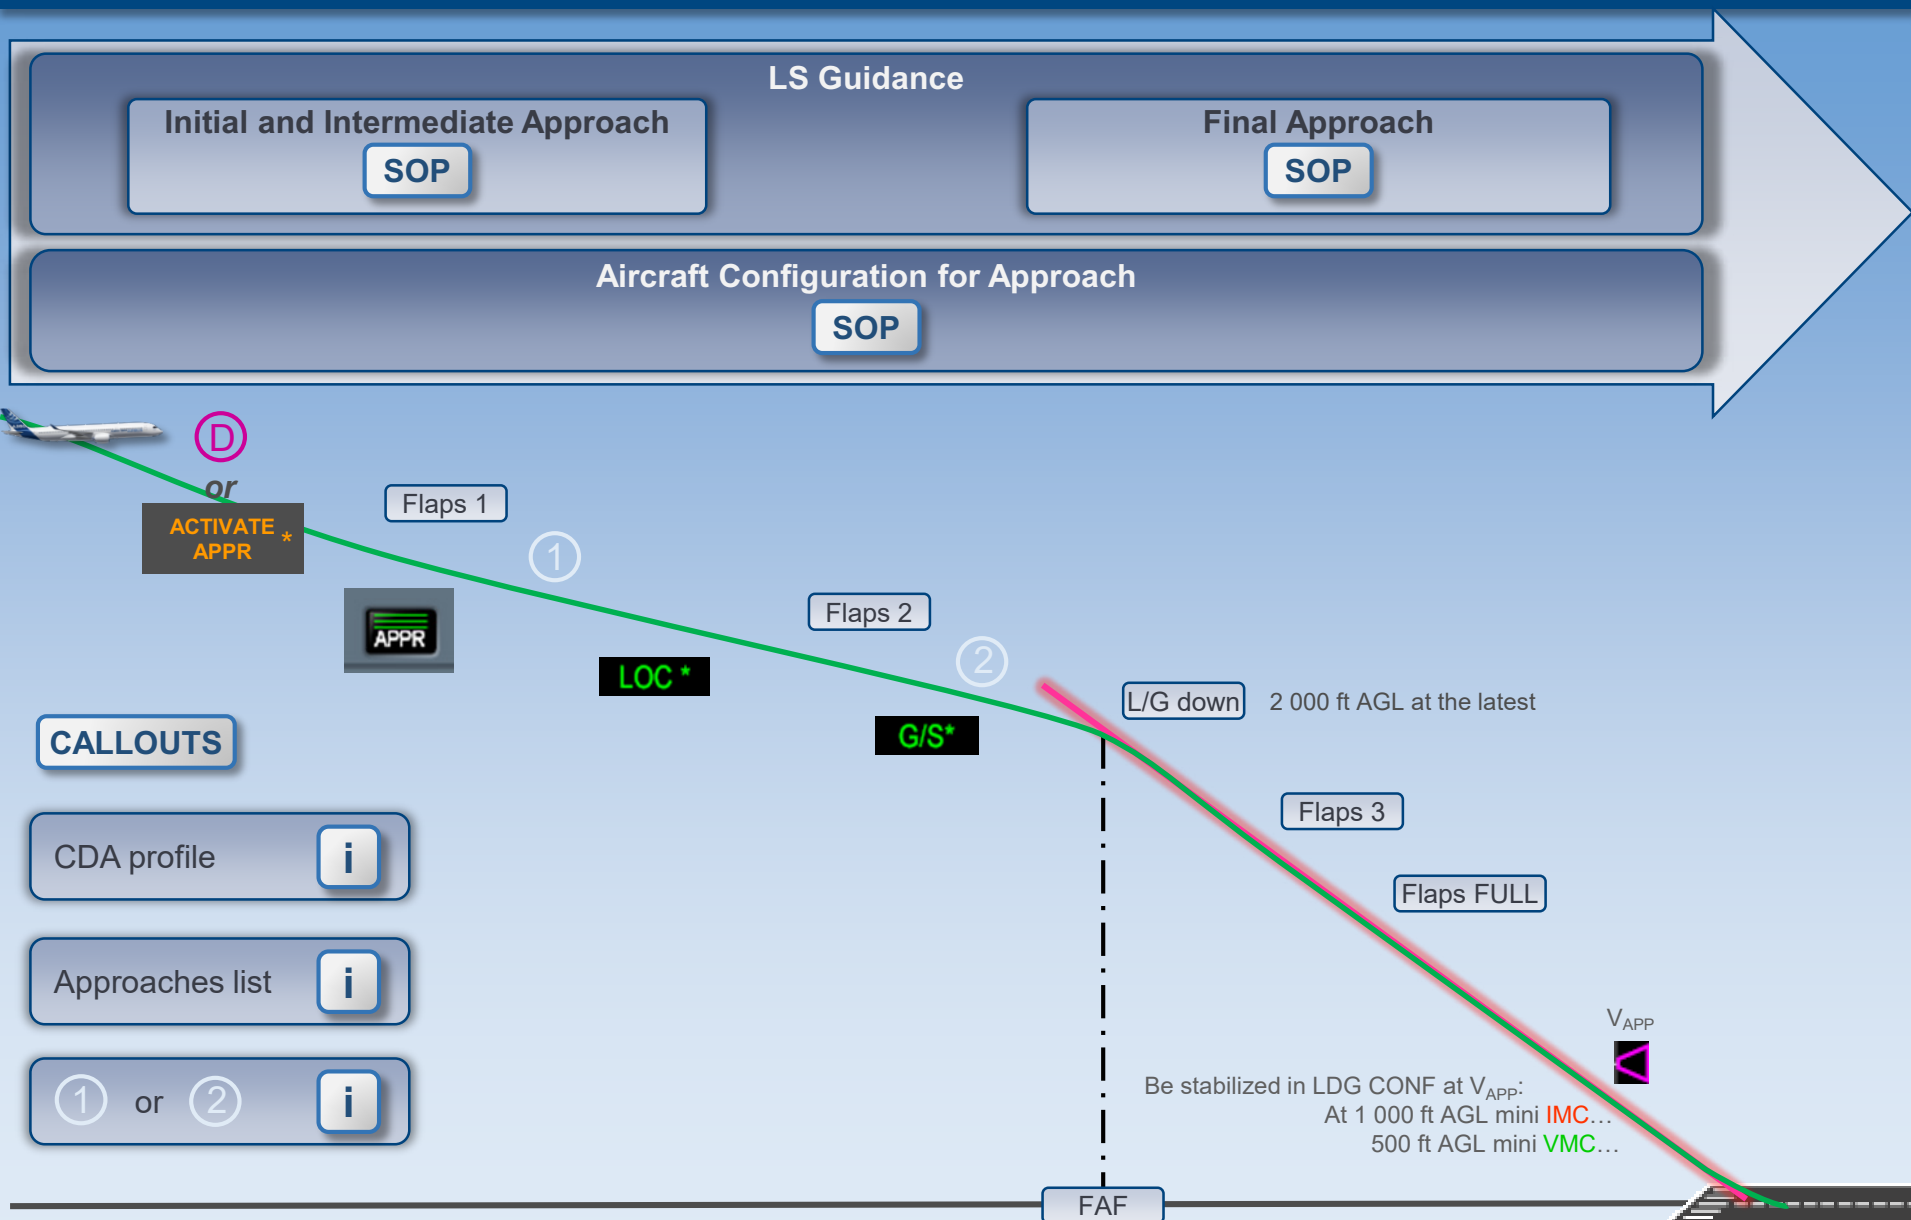 LS Guidance
Initial and Intermediate Approach
SOP
Final Approach
SOP
Aircraft Configuration for Approach
SOP
D
or
ACTIVATE *
APPR
Flaps 1
1
APPR
Flaps 2
2
LOC *
G/S*
L/G down
2 000 ft AGL at the latest
CALLOUTS
Flaps 3
CDA profile
i
Flaps FULL
Approaches list
i
VAPP
1 or 2
i
Be stabilized in LDG CONF at VAPP:
At 1 000 ft AGL mini IMC…
500 ft AGL mini VMC…
FAF